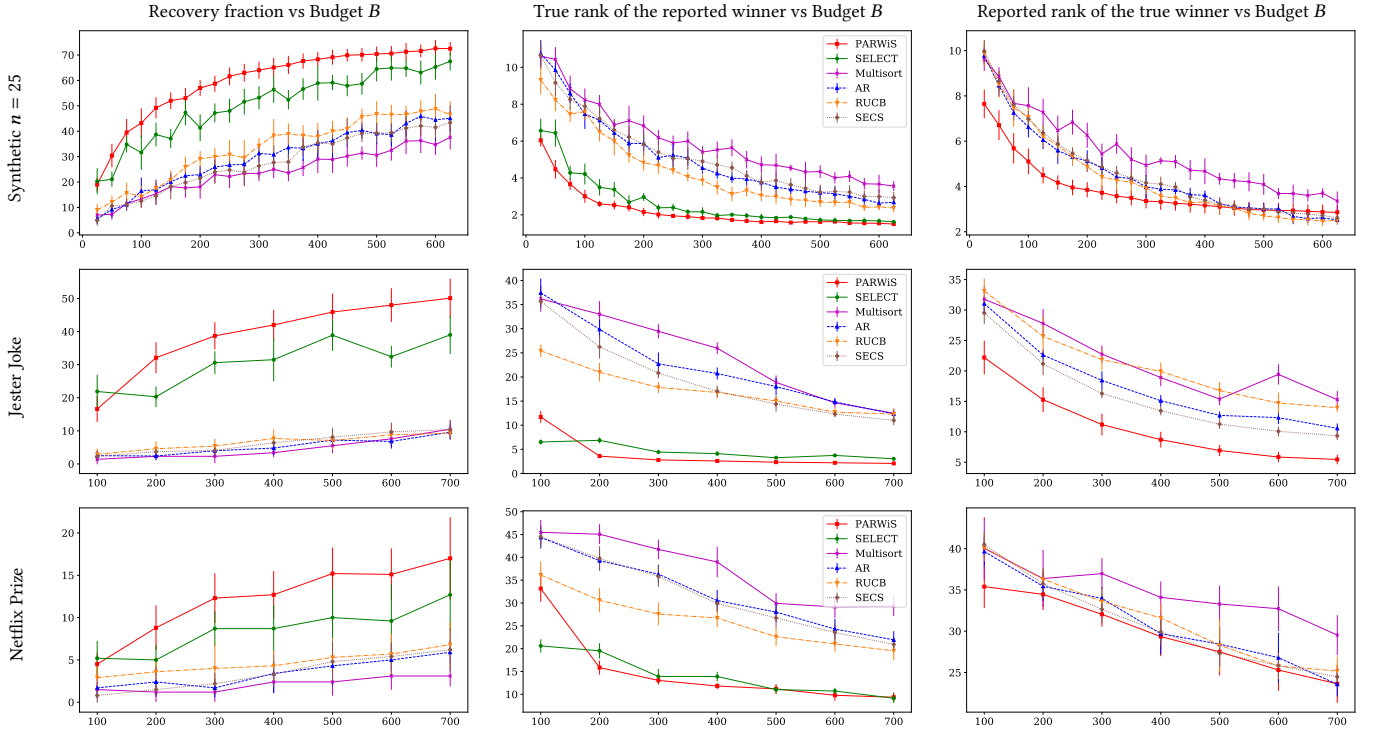 Recovery fraction vs Budget B
True rank of the reported winner vs Budget B
Reported rank of the true winner vs Budget B
Synthetic n = 25
70
60
50
40
30
20
10
0
0 100 200 300 400 500 600
10
8
6
4
2
0 100 200 300 400 500 600
PARWiS
SELECT
Multisort
AR
RUCB
SECS
10
8
6
4
2
0 100 200 300 400 500 600
Jester Joke
50
40
30
20
10
0
100 200 300 400 500 600 700
40
35
30
25
20
15
10
5
0
100 200 300 400 500 600 700
PARWiS
SELECT
Multisort
AR
RUCB
SECS
35
30
25
20
15
10
5
100 200 300 400 500 600 700
Netflix Prize
20
15
10
5
0
100 200 300 400 500 600 700
50
45
40
35
30
25
20
15
10
100 200 300 400 500 600 700
PARWiS
SELECT
Multisort
AR
RUCB
SECS
40
35
30
25
100 200 300 400 500 600 700